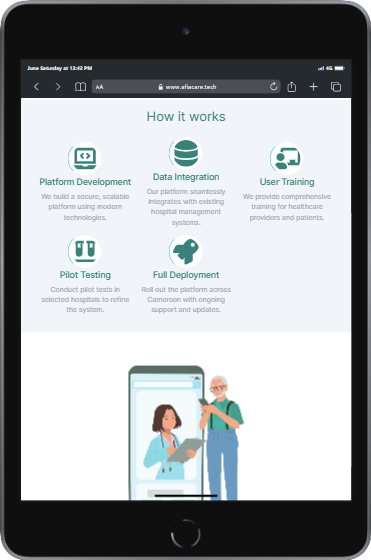 June Saturday at 12:42 PM
4G
AA
www.afiacare.tech
How it works
Platform Development
We build a secure, scalable
platform using modern
technologies.
Data Integration
Our platform seamlessly
integrates with existing
hospital management
systems.
User Training
We provide comprehensive
training for healthcare
providers and patients.
Pilot Testing
Conduct pilot tests in
selected hospitals to refine
the system.
Full Deployment
Roll out the platform across
Cameroon with ongoing
support and updates.